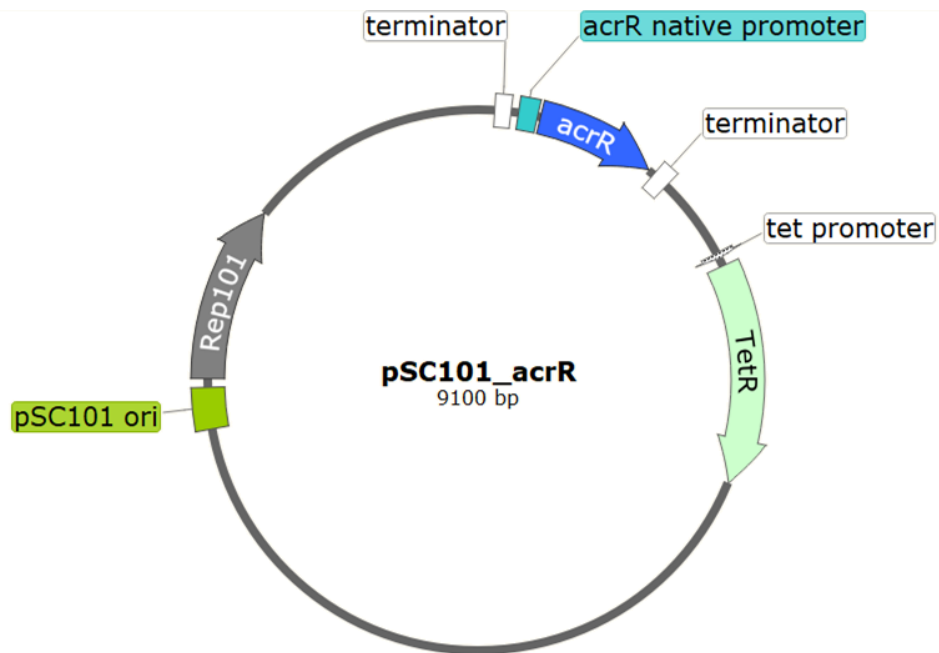 terminator
acrR native promoter
acrR
terminator
tet promoter
Rep101
TetR
pSC101_acrR
9100 bp
pSC101 ori